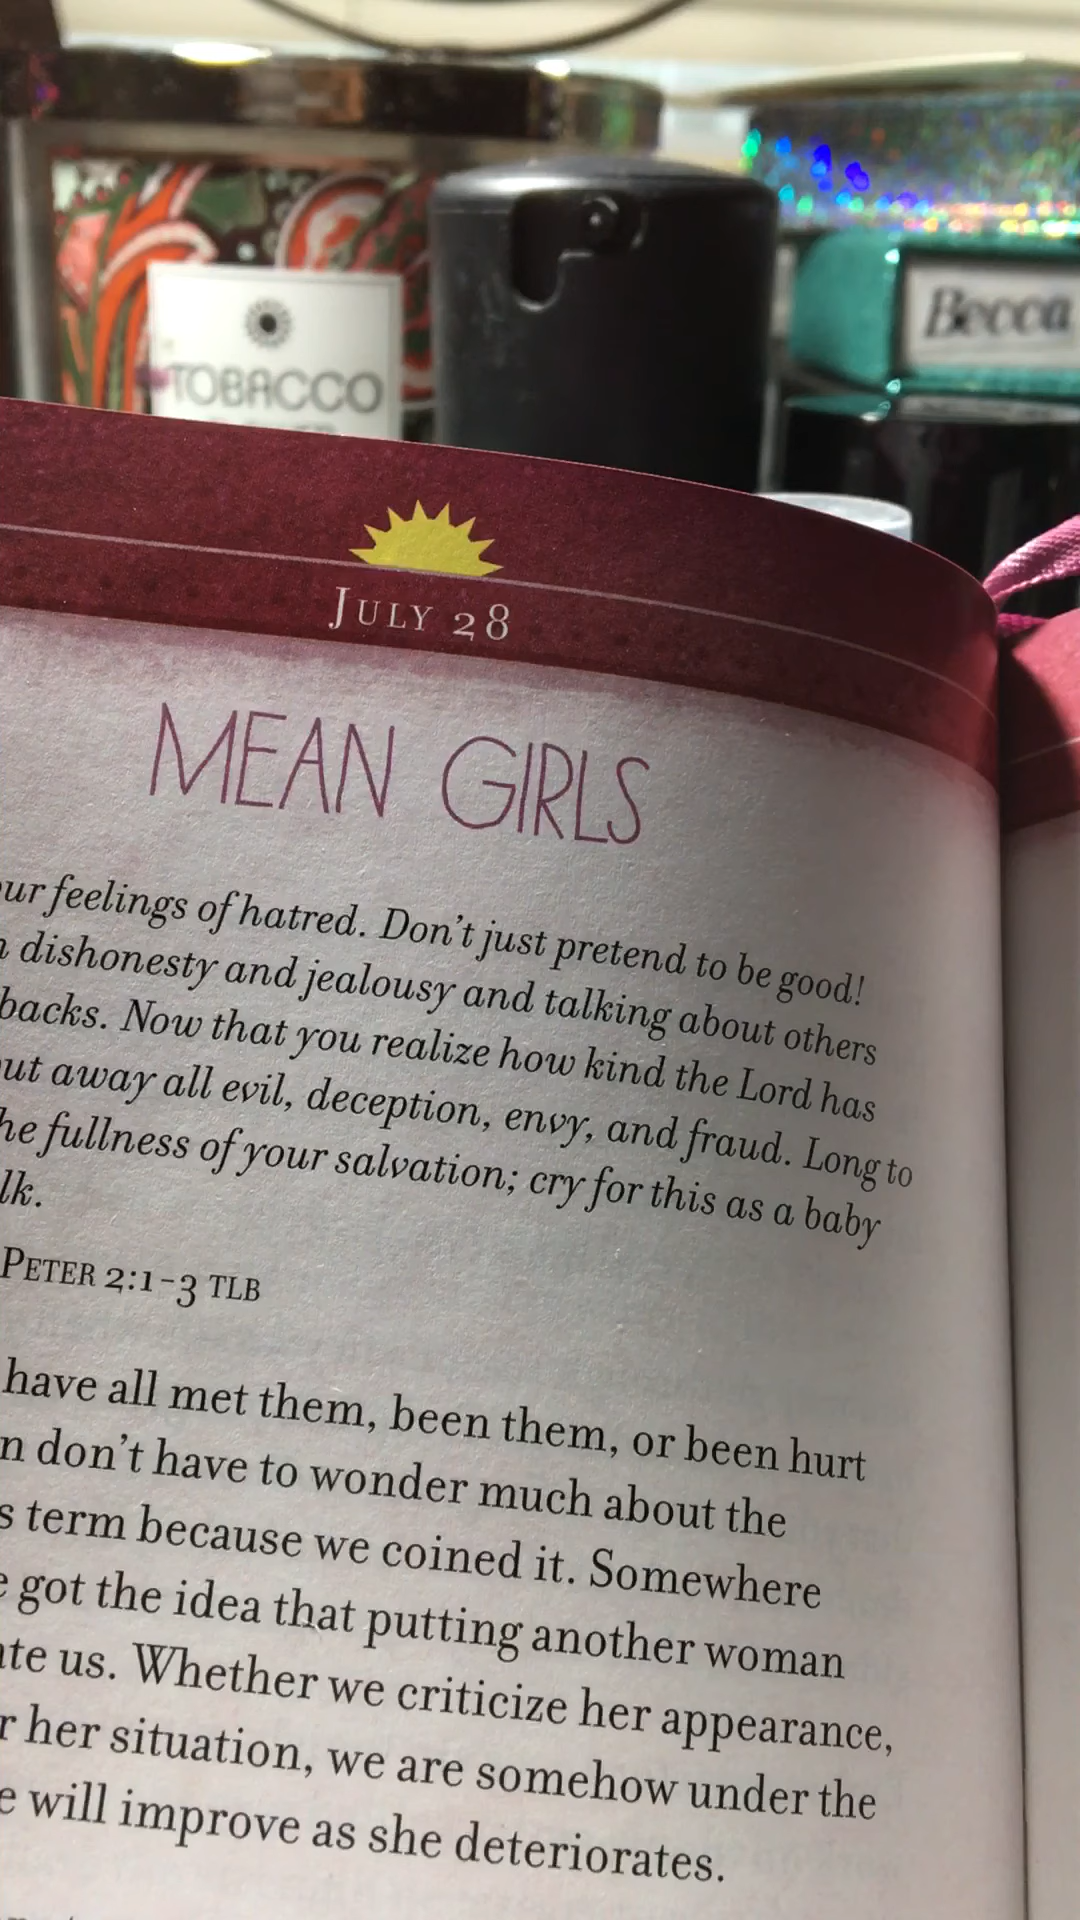 TOBACCO
Becca
JULY 28
MEAN GIRLS
feelings of hatred. Don't just pretend to be good!
dishonesty and jealousy and talking about others
backs. Now that you realize how kind the Lord has
away all evil, deception, envy, and fraud. Long to
fullness of your salvation; cry for this as a baby
PETER 2:1-3 TLB
have all met them, been them, or been hurt
don't have to wonder much about the
term because we coined it. Somewhere
got the idea that putting another woman
us. Whether we criticize her appearance,
her situation, we are somehow under the
will improve as she deteriorates.